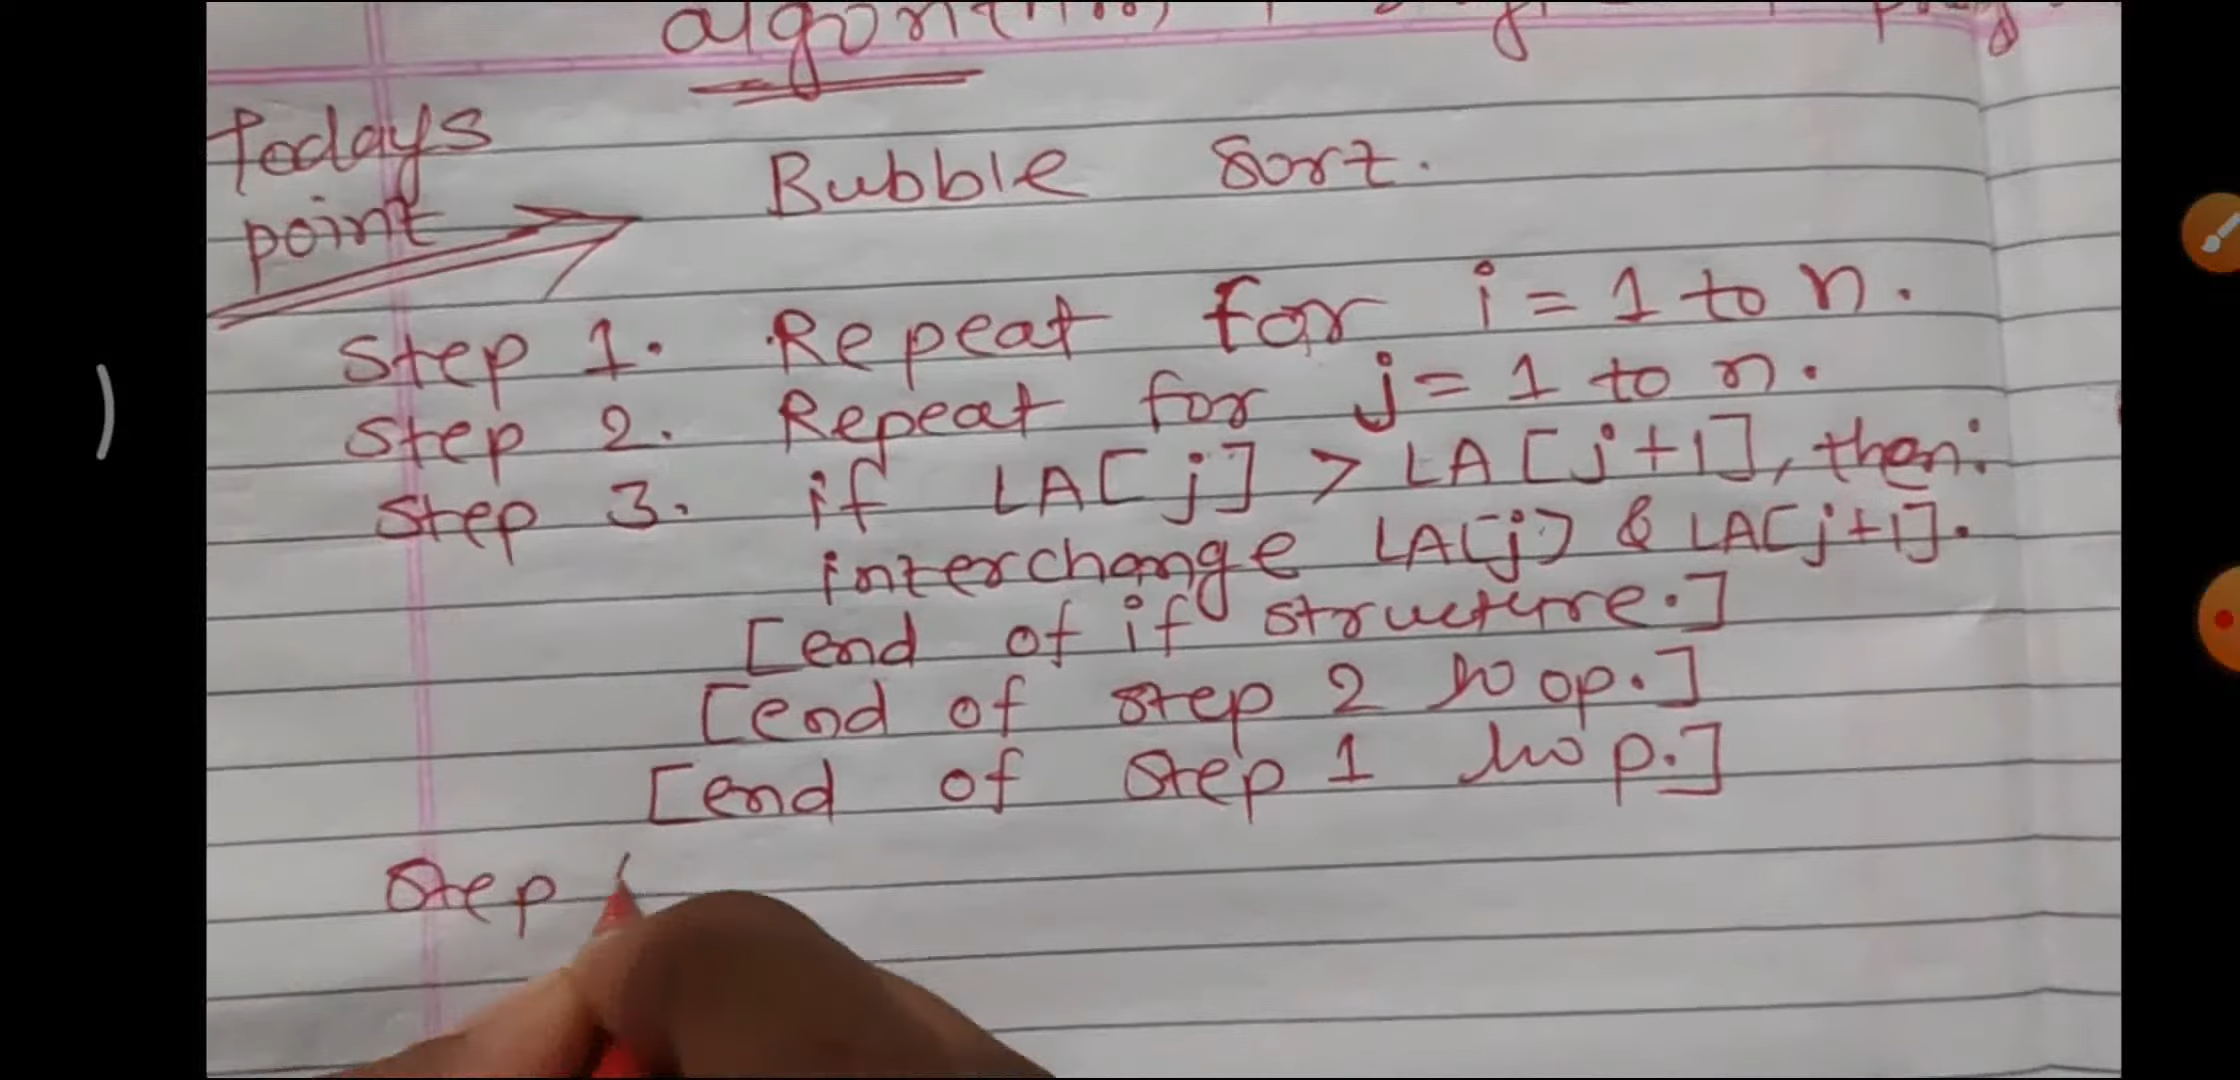 algorithm
Todays
point
Bubble Sort.
Step 1. Repeat for i = 1 to n.
Step 2. Repeat for j = 1 to n.
Step 3. if LA[j] > LA[j+1], then:
interchange LA[j] & LA[j+1].
[end of if structure.]
[end of step 2 loop.]
[end of step 1 loop.]
Step